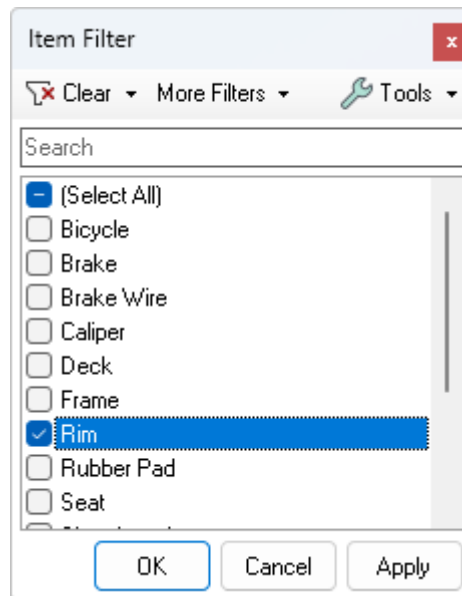 Item Filter
x
Clear More Filters Tools
Search
(Select All)
Bicycle
Brake
Brake Wire
Caliper
Deck
Frame
Rim
Rubber Pad
Seat
OK Cancel Apply